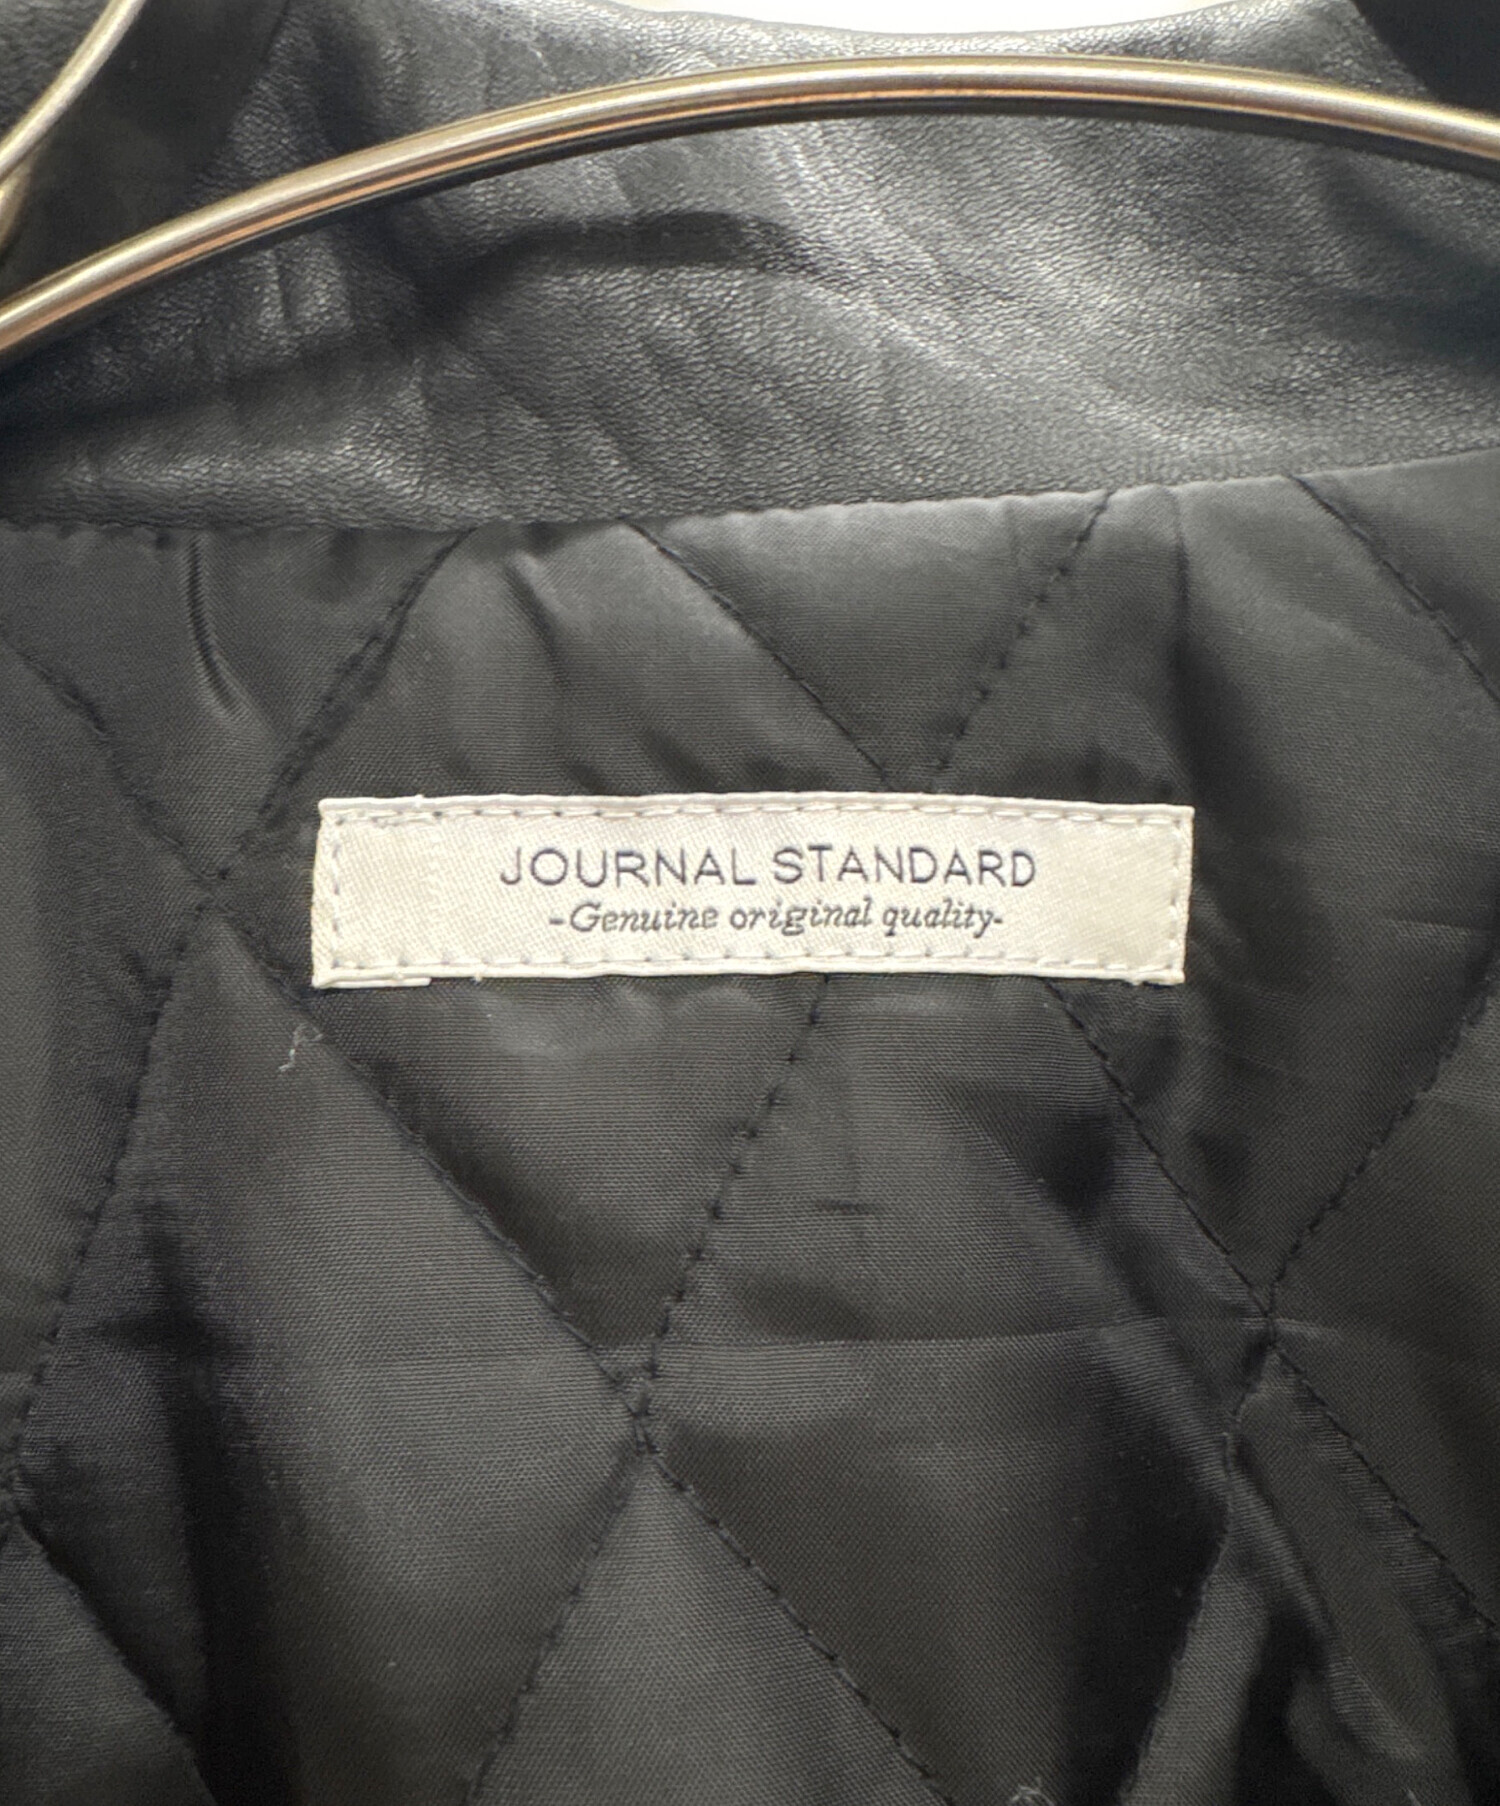 JOURNAL STANDARD
-Genuine original quality-